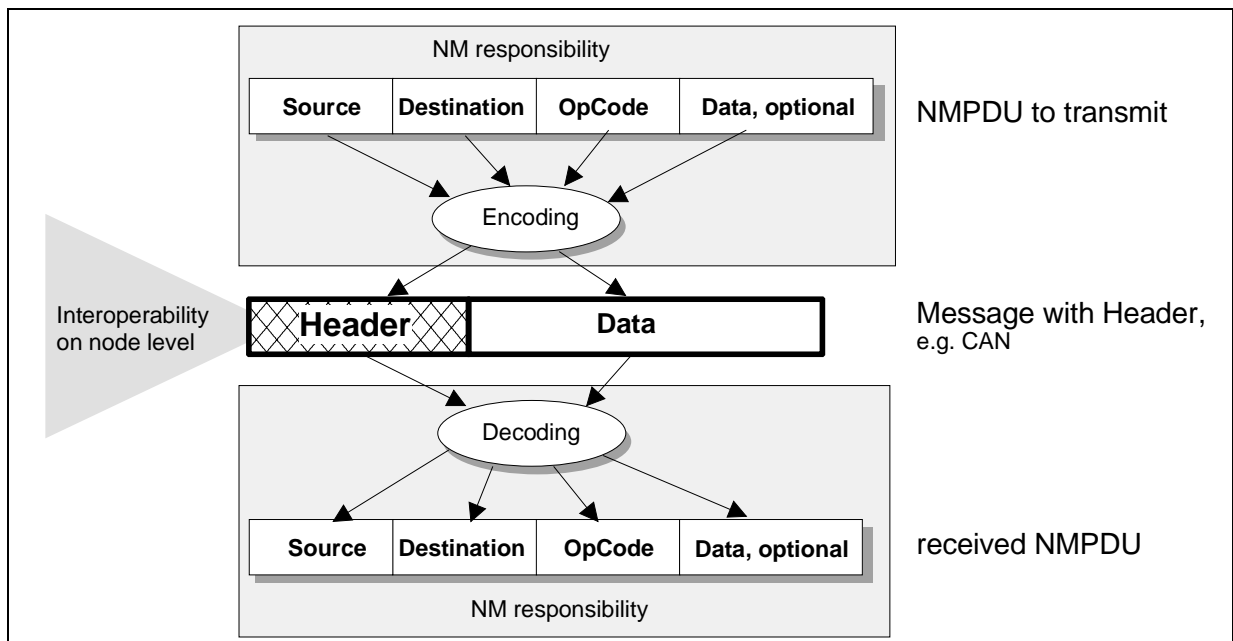 NM responsibility
Source Destination OpCode Data, optional
NMPDU to transmit
Encoding
Interoperability
on node level
Header Data
Message with Header,
e.g. CAN
Decoding
Source Destination OpCode Data, optional
received NMPDU
NM responsibility